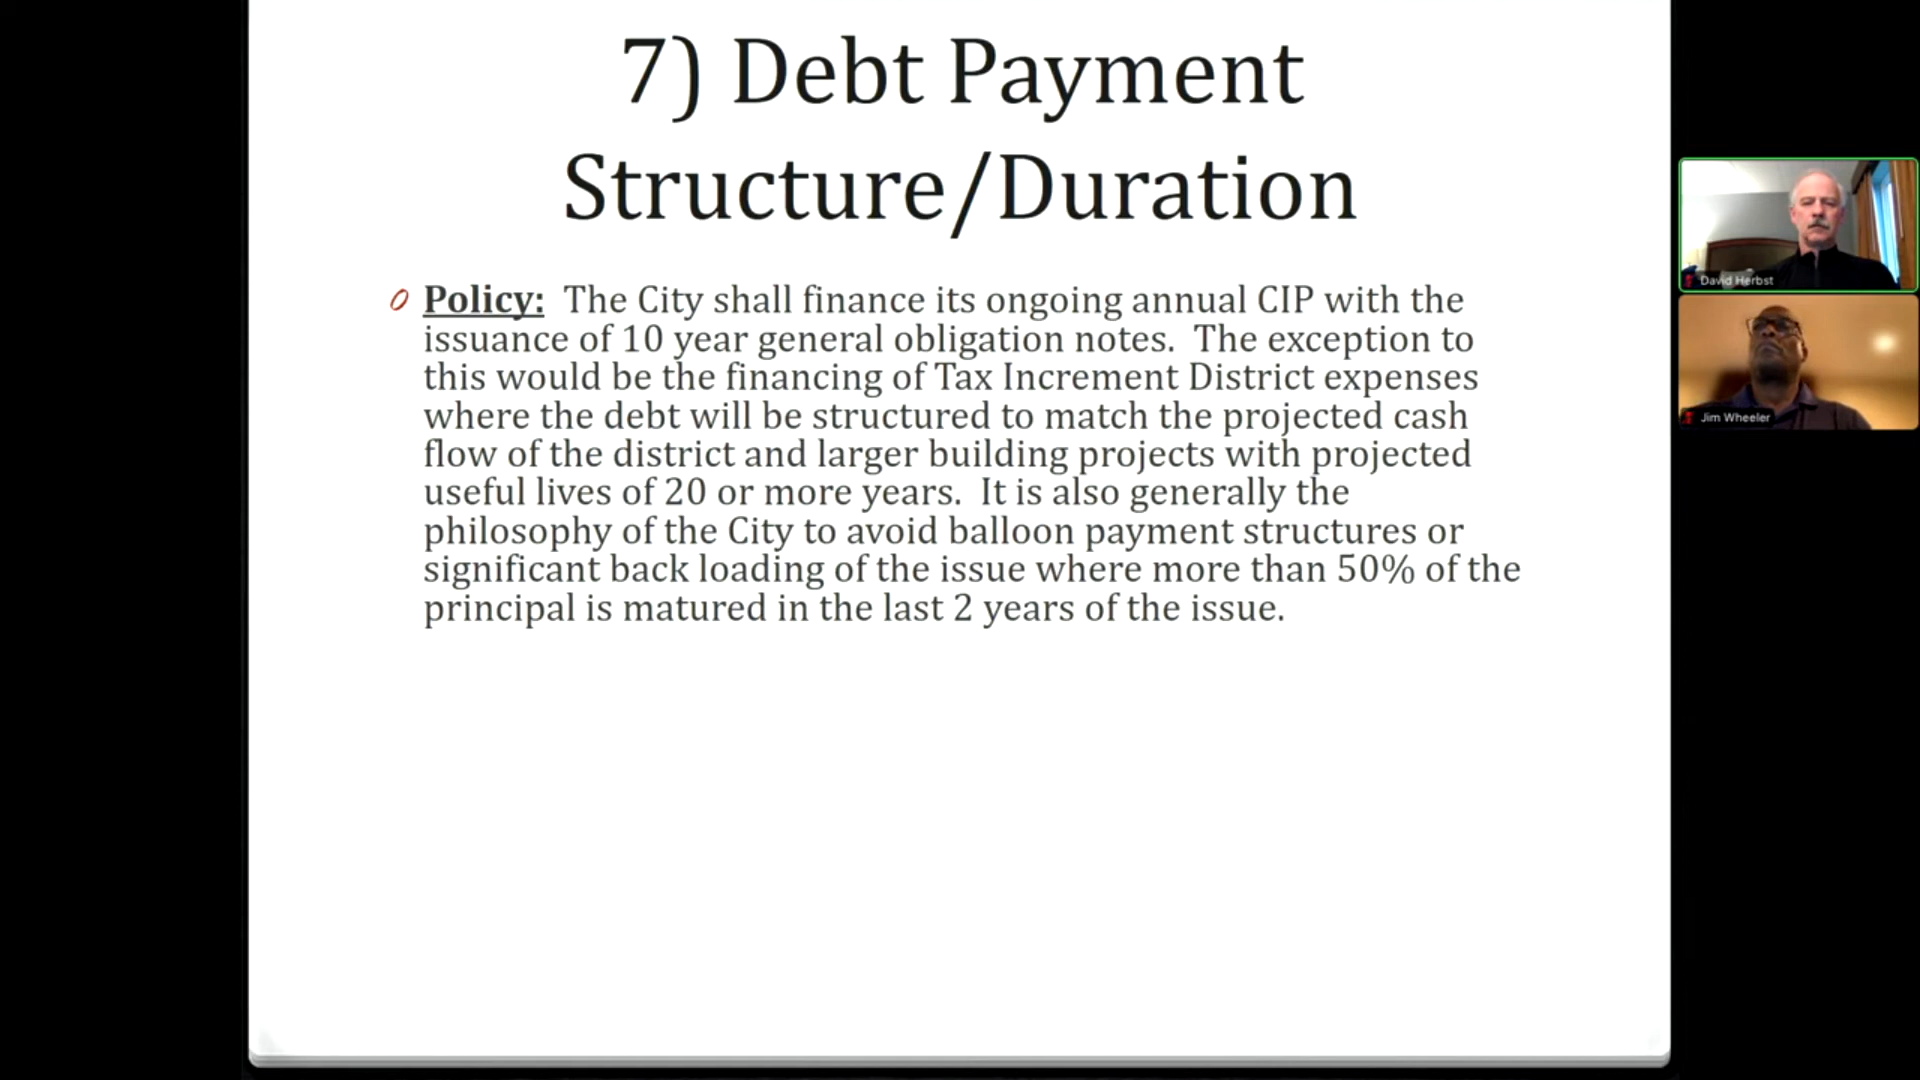 7) Debt Payment
Structure/Duration
Policy:  The City shall finance its ongoing annual CIP with the
issuance of 10 year general obligation notes.  The exception to
this would be the financing of Tax Increment District expenses
where the debt will be structured to match the projected cash
flow of the district and larger building projects with projected
useful lives of 20 or more years.  It is also generally the
philosophy of the City to avoid balloon payment structures or
significant back loading of the issue where more than 50% of the
principal is matured in the last 2 years of the issue.
David Herbst
Jim Wheeler